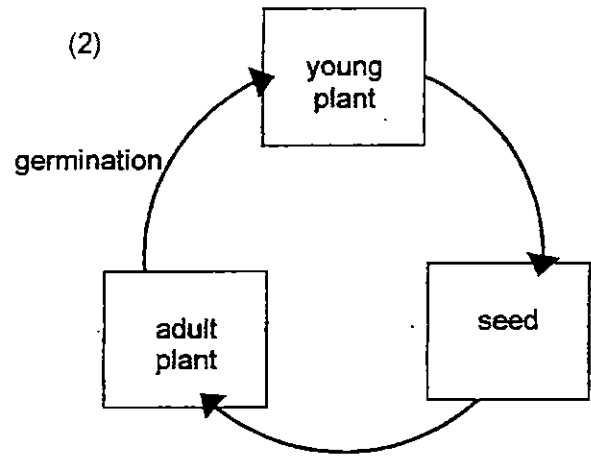 (2)
young
plant
germination
adult
plant
seed